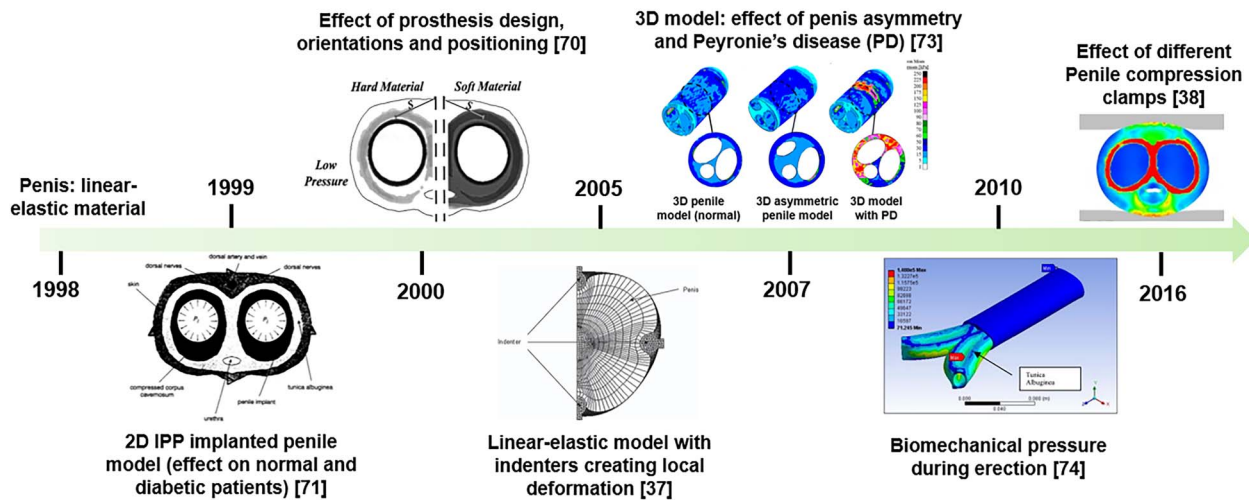 Effect of prosthesis design,
orientations and positioning [70]
Hard Material
Soft Material
S
S
Low
Pressure
3D model: effect of penis asymmetry
and Peyronie's disease (PD) [73]
3D penile
model (normal)
3D asymmetric
penile model
3D model
with PD
Effect of different
Penile compression
clamps [38]
Penis: linear-
elastic material
1999
2005
2010
1998
2000
2007
2016
dorsal artery and vein
dorsal nerves
dorsal nerves
skin
compressed corpus
cavernosum
urethra
penile implant
tunica albuginea
2D IPP implanted penile
model (effect on normal and
diabetic patients) [71]
Penis
Indenter
Linear-elastic model with
indenters creating local
deformation [37]
Max
Tunica
Albuginea
0.000
0.040
Y
X
Z
Biomechanical pressure
during erection [74]